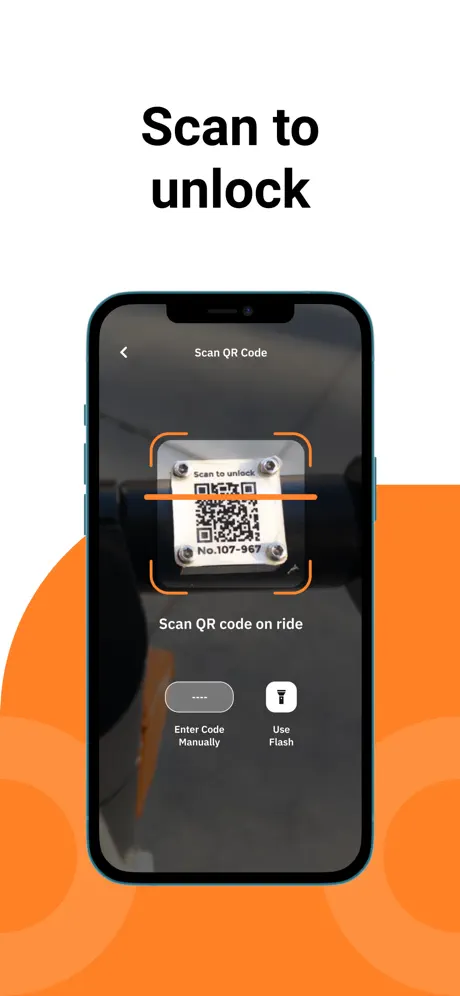 Scan to
unlock
Scan QR Code
Scan to unlock
No.107-967
Scan QR code on ride
----
Enter Code
Manually
Use
Flash